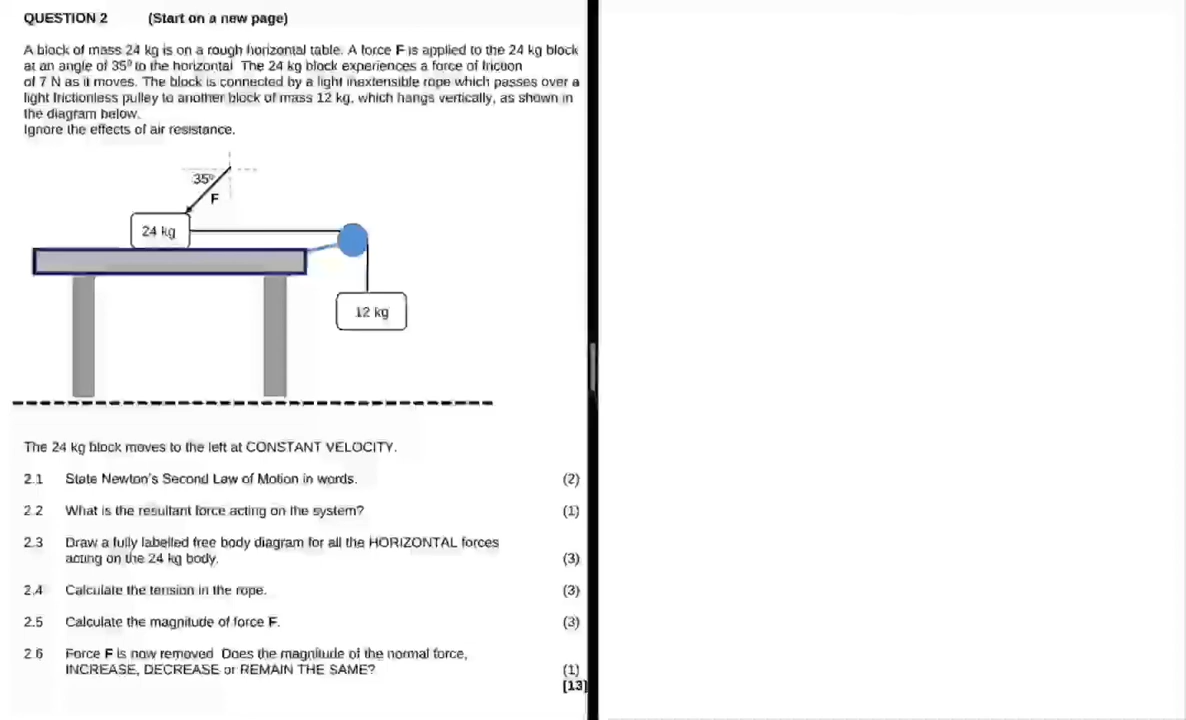 QUESTION 2 (Start on a new page)
A block of mass 24 kg is on a rough horizontal table. A force F is applied to the 24 kg block
at an angle of 35⁰ to the horizontal. The 24 kg block experiences a force of friction
of 7 N as it moves. The block is connected by a light inextensible rope which passes over a
light frictionless pulley to another block of mass 12 kg, which hangs vertically, as shown in
the diagram below.
Ignore the effects of air resistance.
35⁰
F
24 kg
12 kg
The 24 kg block moves to the left at CONSTANT VELOCITY.
2.1 State Newton's Second Law of Motion in words. (2)
2.2 What is the resultant force acting on the system? (1)
2.3 Draw a fully labelled free body diagram for all the HORIZONTAL forces
acting on the 24 kg body. (3)
2.4 Calculate the tension in the rope. (3)
2.5 Calculate the magnitude of force F. (3)
2.6 Force F is now removed. Does the magnitude of the normal force,
INCREASE, DECREASE or REMAIN THE SAME? (1)
[13]